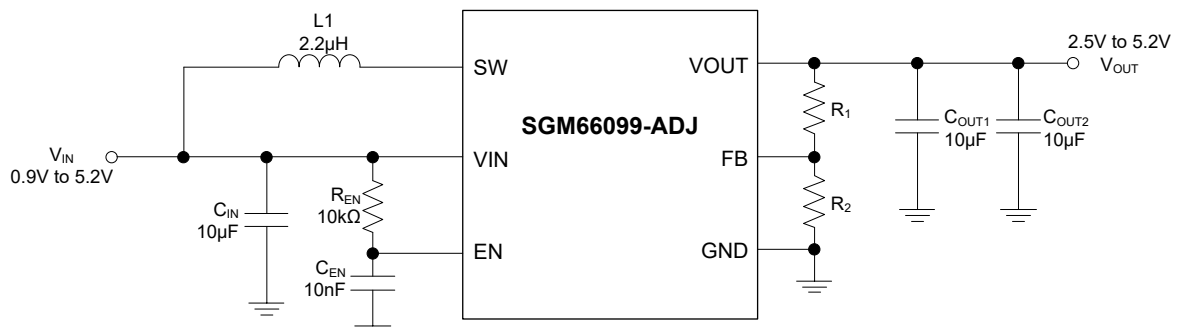 L1
2.2µH
SW
VOUT
2.5V to 5.2V
VOUT
R1
COUT1
10µF
COUT2
10µF
SGM66099-ADJ
VIN
0.9V to 5.2V
VIN
FB
REN
10kΩ
CIN
10µF
R2
EN
GND
CEN
10nF